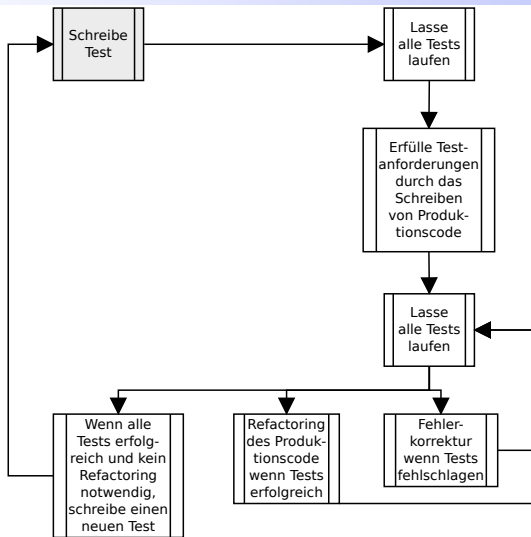 Schreibe
Test
Lasse
alle Tests
laufen
Erfülle Test-
anforderungen
durch das
Schreiben
von Produk-
tionscode
Lasse
alle Tests
laufen
Wenn alle
Tests erfolg-
reich und kein
Refactoring
notwendig,
schreibe einen
neuen Test
Refactoring
des Produk-
tionscode
wenn Tests
erfolgreich
Fehler-
korrektur
wenn Tests
fehlschlagen